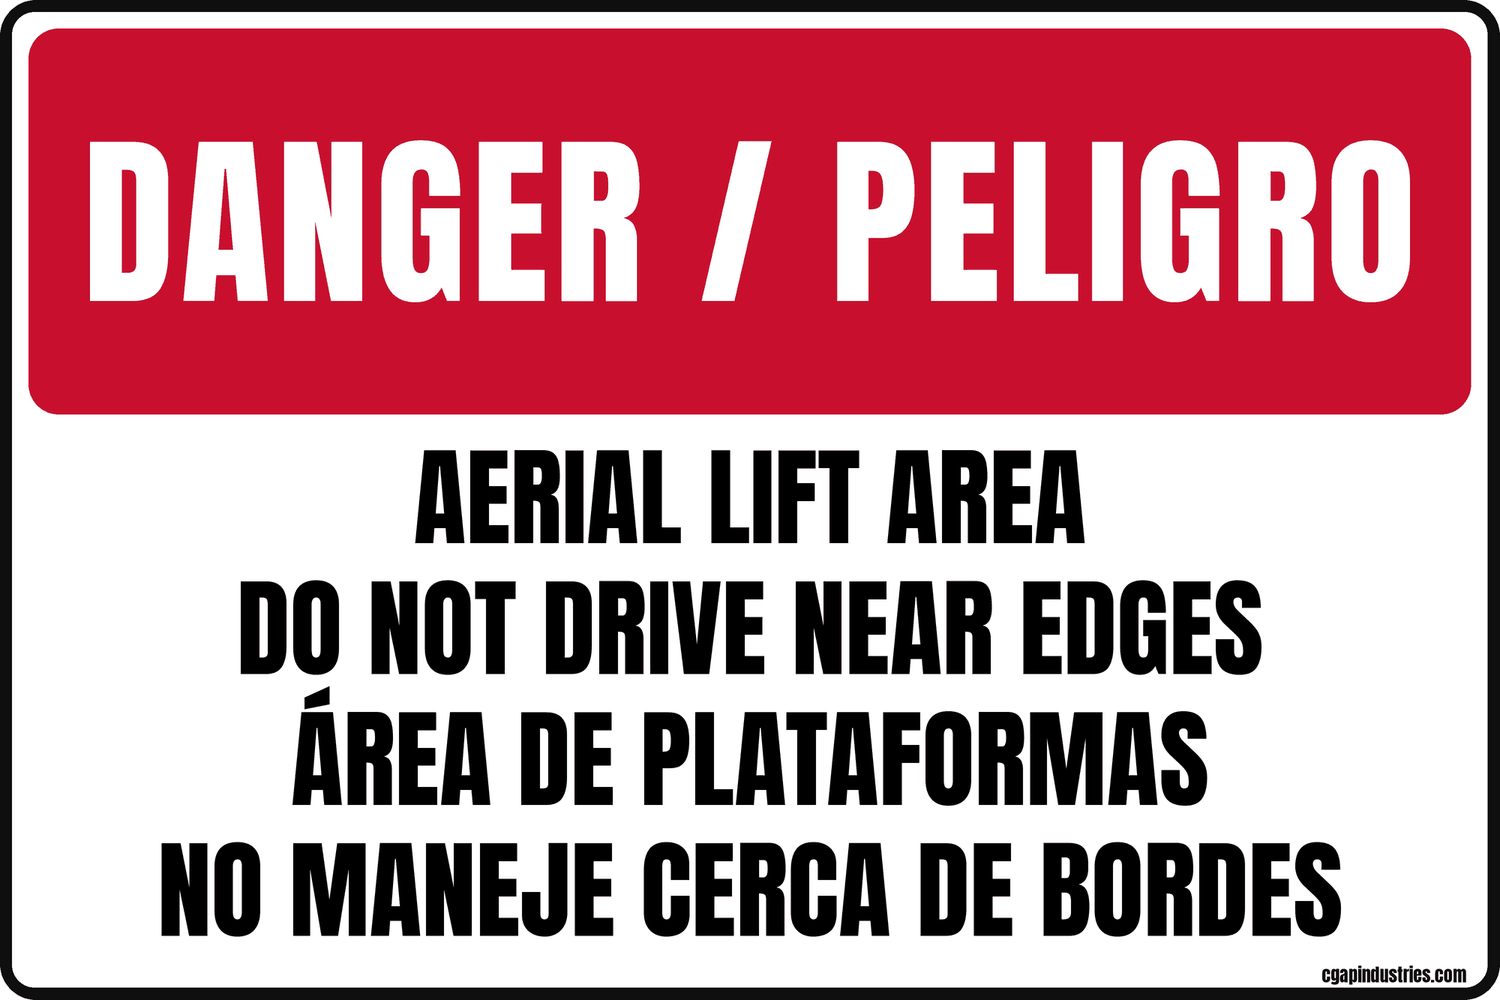 DANGER / PELIGRO
AERIAL LIFT AREA
DO NOT DRIVE NEAR EDGES
ÁREA DE PLATAFORMAS
NO MANEJE CERCA DE BORDES
cgapindustries.com